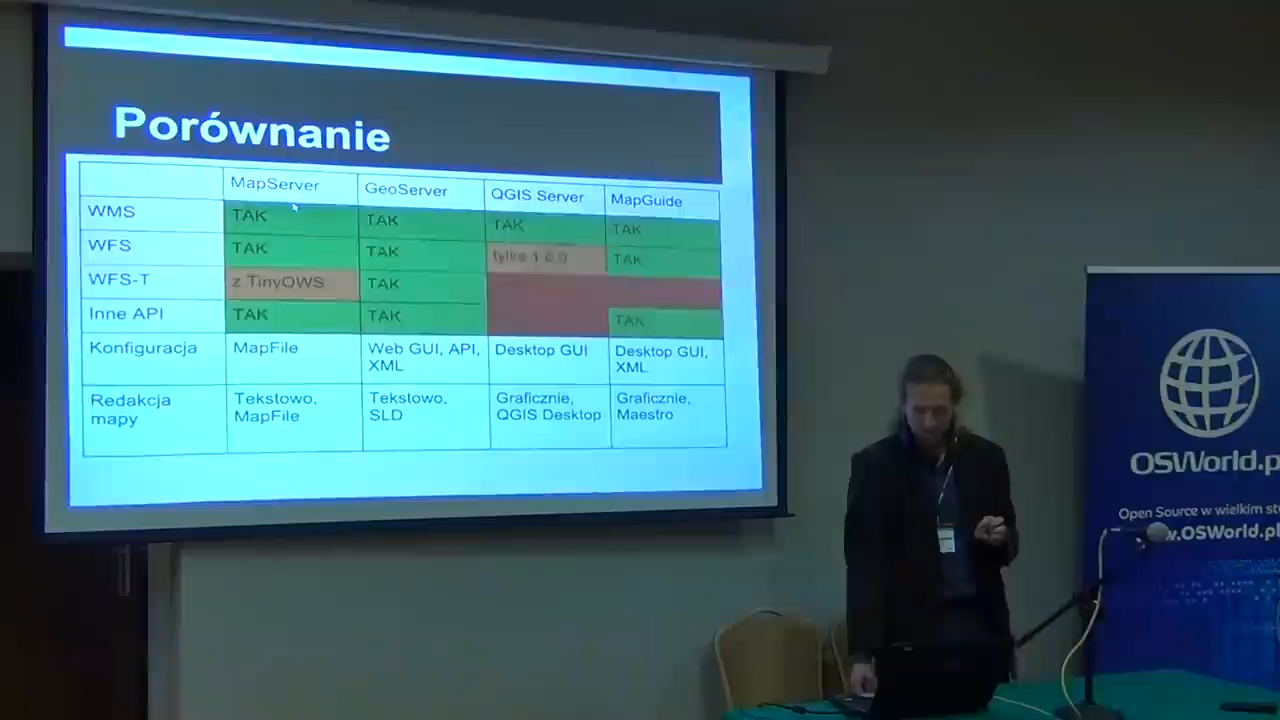 Porównanie
MapServer GeoServer QGIS Server MapGuide
WMS TAK TAK TAK TAK
WFS TAK TAK tylko 1.0.0 TAK
WFS-T z TinyOWS TAK
Inne API TAK TAK TAK
Konfiguracja MapFile Web GUI, API, XML Desktop GUI Desktop GUI, XML
Redakcja mapy Tekstowo, MapFile Tekstowo, SLD Graficznie, QGIS Desktop Graficznie, Maestro
OSWorld.p
Open Source w wielkim
w.OSWorld.pl